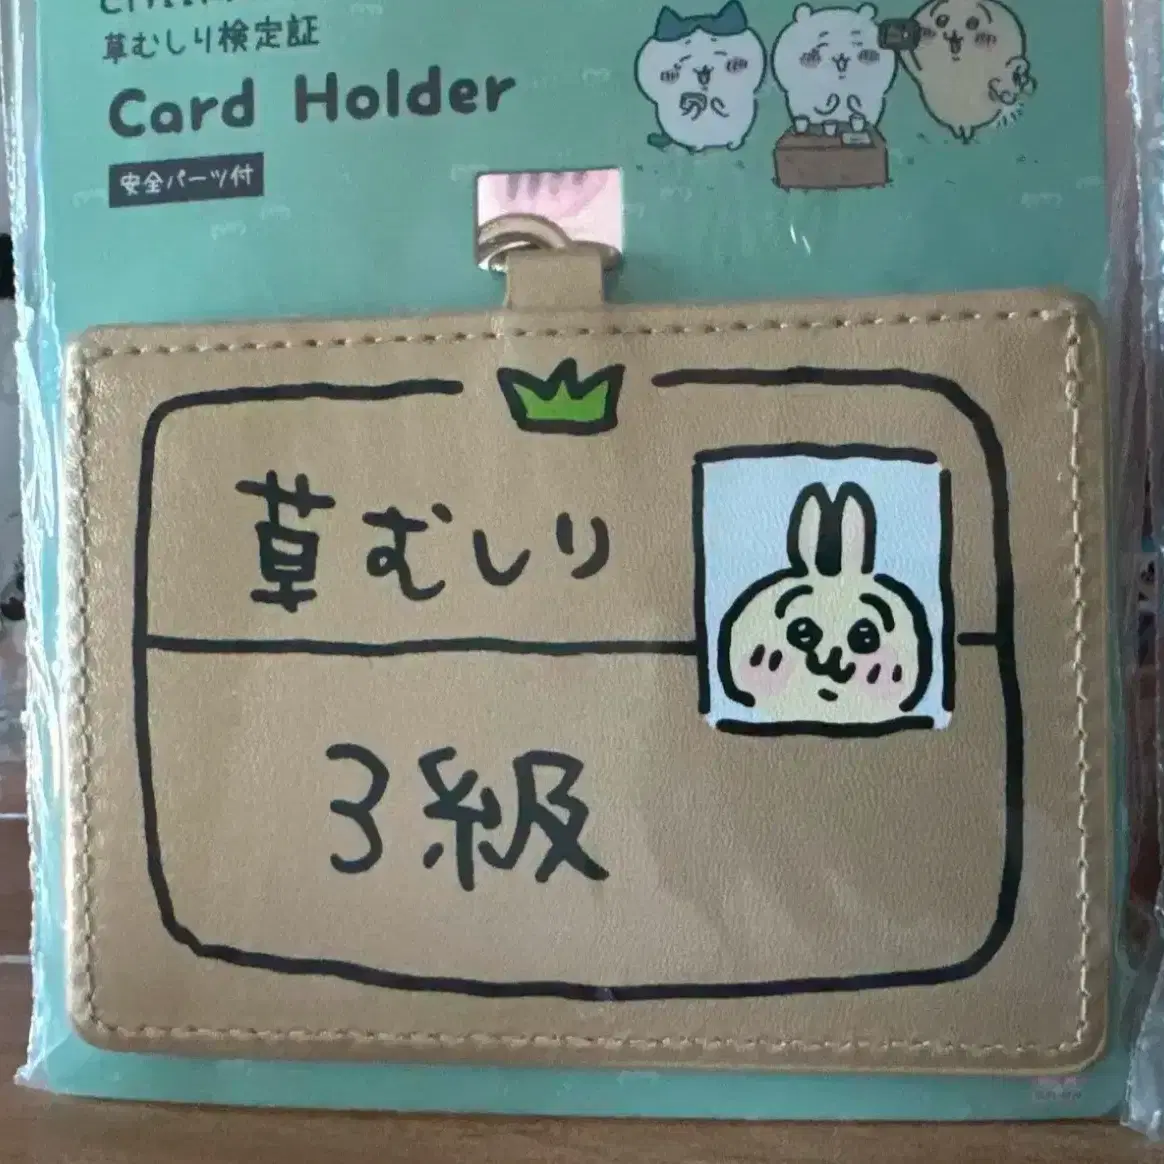 草むしり検定証
Card Holder
安全パーツ付
草むしり
3級